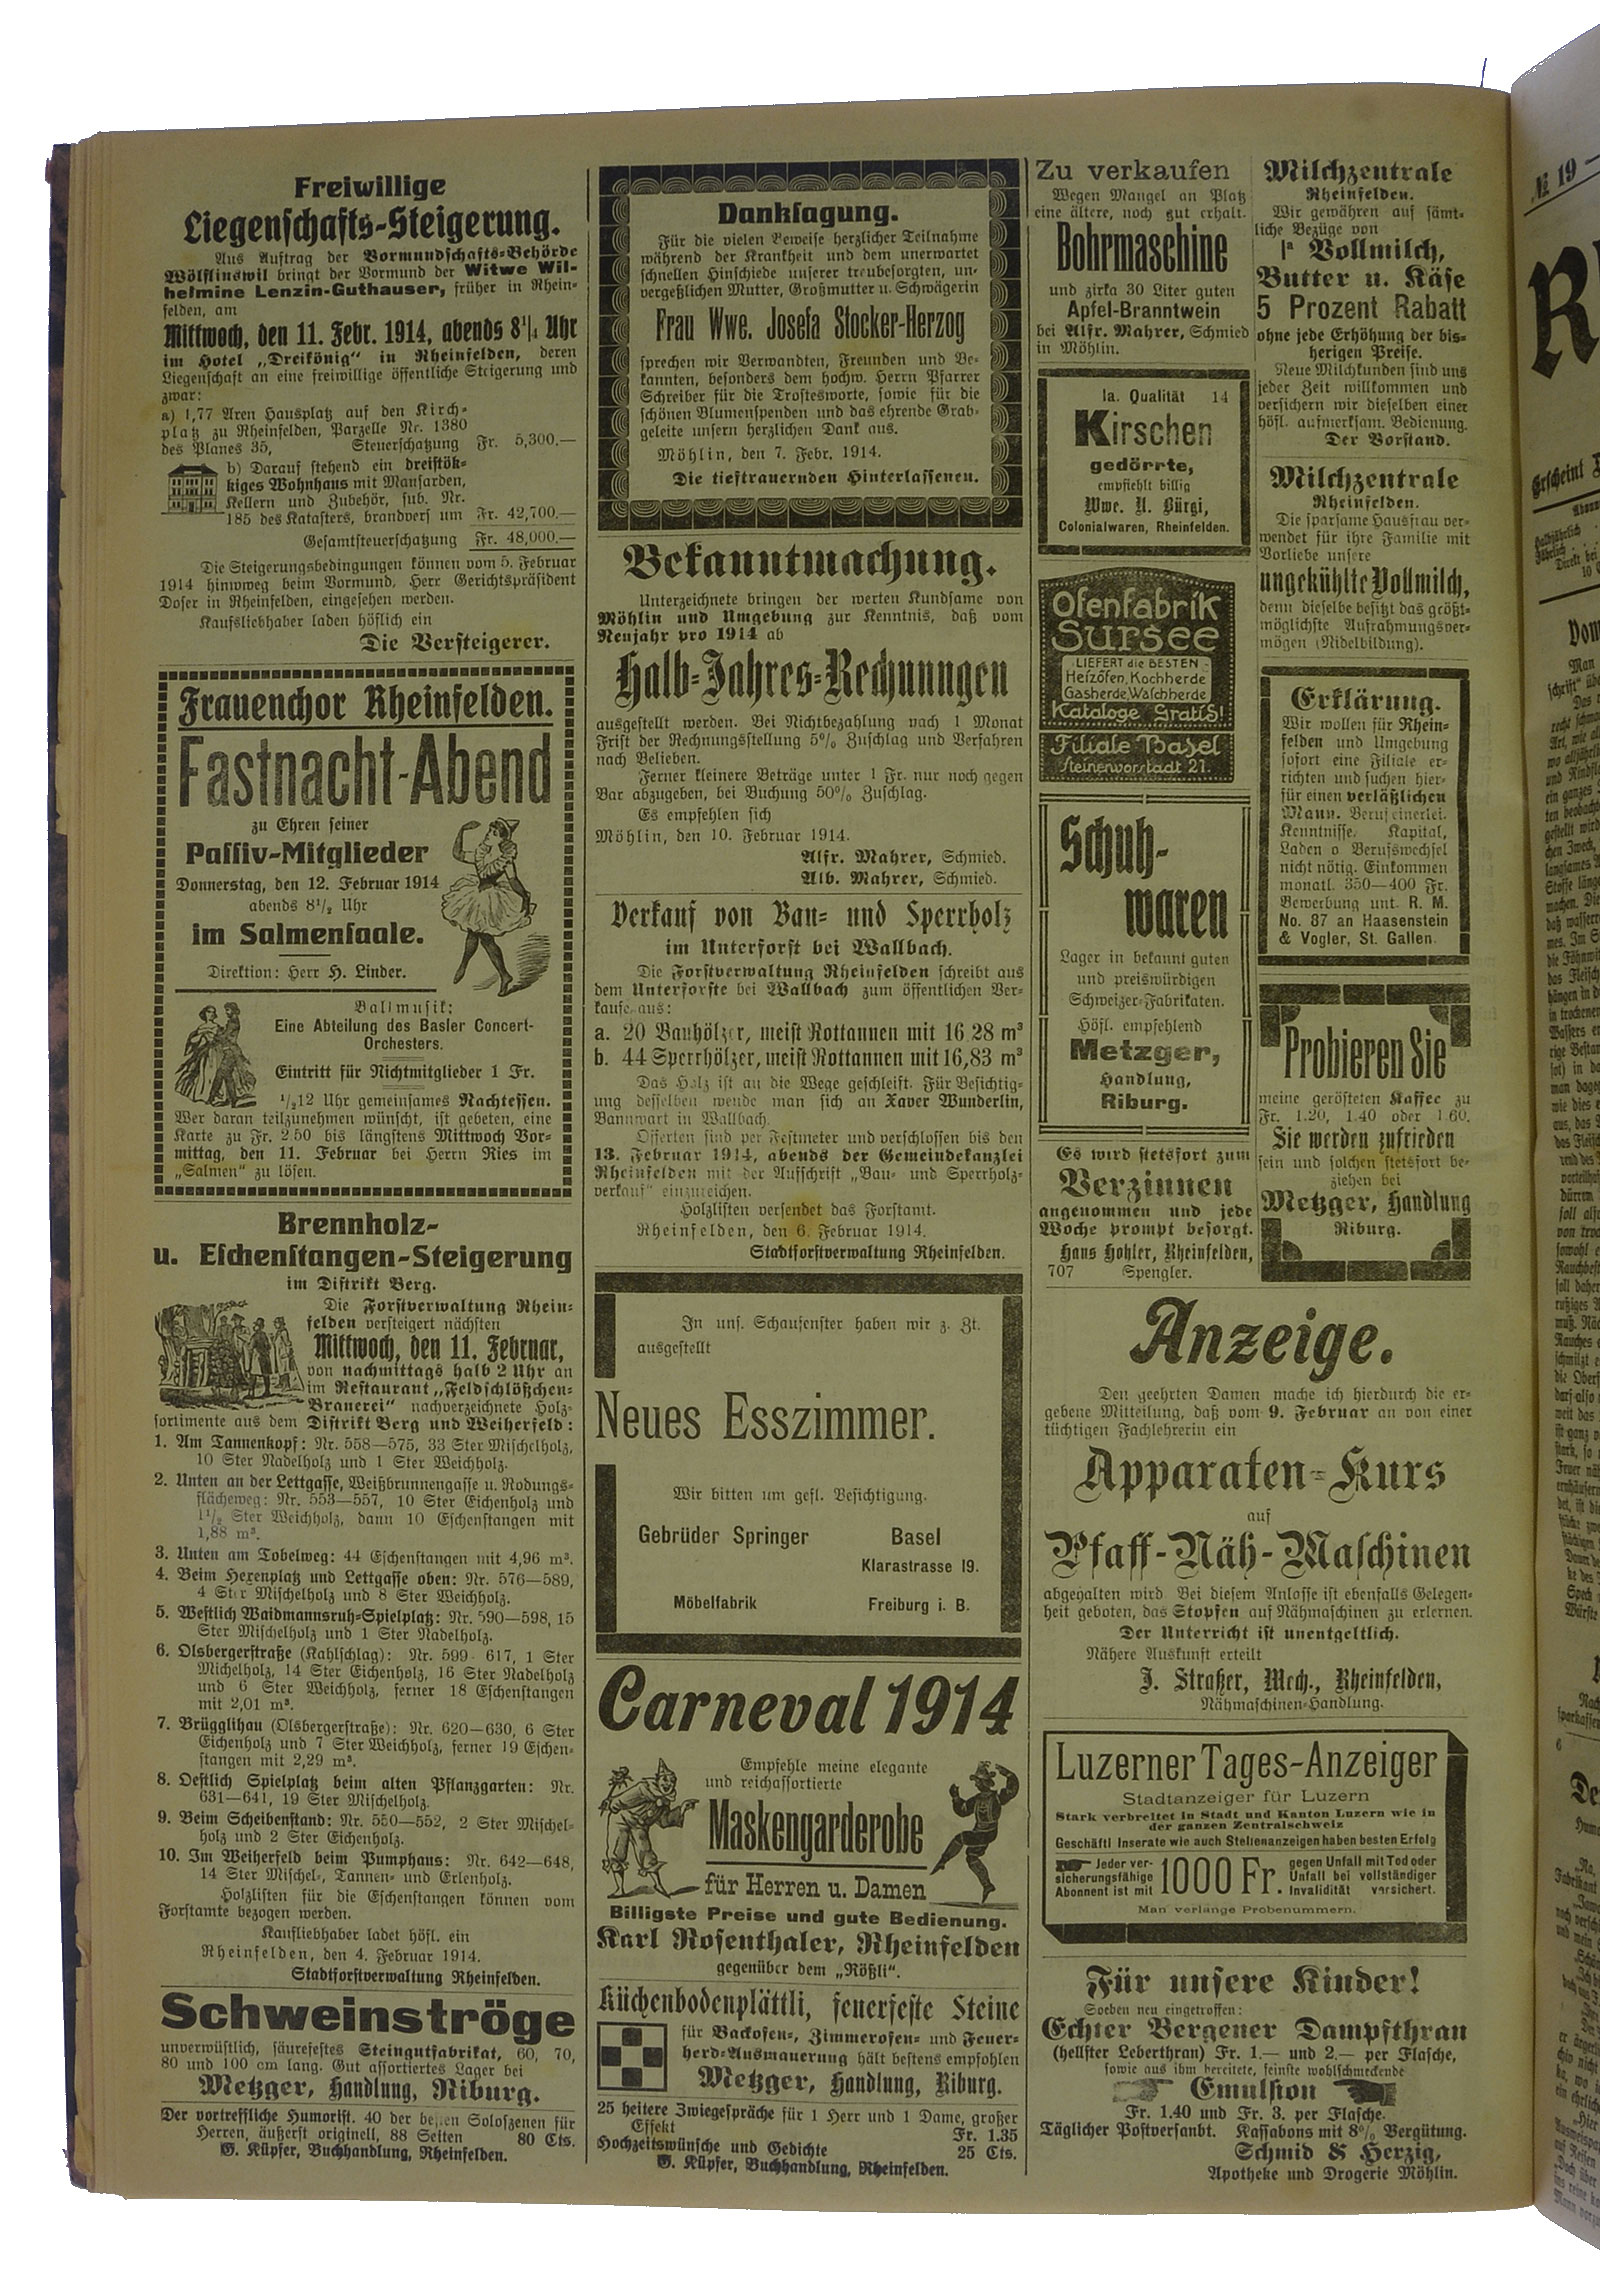 Freiwillige
Liegenschafts-Steigerung.
Aus Auftrag der Vormundschafts-Behörde
Wölflinswil bringt der Vormund der Witwe Wil-
helmine Lenzin-Guthauser, früher in Rhein-
felden, am
Mittwoch, den 11. Febr. 1914, abends 8¼ Uhr
im Hotel „Dreikönig" in Rheinfelden, deren
Liegenschaft an eine freiwillige öffentliche Steigerung und
zwar:
a) 1,77 Aren Hausplatz auf den Kirch-
platz zu Rheinfelden, Parzelle Nr. 1380
des Planes 35, Steuerschatzung Fr. 5,300.—
b) Darauf stehend ein dreistök-
kiges Wohnhaus mit Mansarden,
Kellern und Zubehör, sub. Nr.
185 des Katasters, brandvers um Fr. 42,700.—
Gesamtsteuerschatzung Fr. 48,000.—
Die Steigerungsbedingungen können vom 5. Februar
1914 hinweg beim Vormund, Herr Gerichtspräsident
Doser in Rheinfelden, eingesehen werden.
Kaufsliebhaber laden höflich ein
Die Versteigerer.
Frauenchor Rheinfelden.
Fastnacht-Abend
zu Ehren seiner
Passiv-Mitglieder
Donnerstag, den 12. Februar 1914
abends 8½ Uhr
im Salmensaale.
Direktion: Herr H. Linder.
Ballmusik:
Eine Abteilung des Basler Concert-
Orchesters.
Eintritt für Nichtmitglieder 1 Fr.
½12 Uhr gemeinsames Nachtessen.
Wer daran teilzunehmen wünscht, ist gebeten, eine
Karte zu Fr. 2.50 bis längstens Mittwoch Vor-
mittag, den 11. Februar bei Herrn Ries im
„Salmen" zu lösen.
Brennholz-
u. Eschenstangen-Steigerung
im Distrikt Berg.
Die Forstverwaltung Rhein-
felden versteigert nächsten
Mittwoch, den 11. Februar,
von nachmittags halb 2 Uhr an
im Restaurant „Feldschlößchen-
Brauerei" nachverzeichnete Holz-
sortimente aus dem Distrikt Berg und Weiherfeld:
1. Am Tannenkopf: Nr. 558—575, 33 Ster Mischelholz,
10 Ster Nadelholz und 1 Ster Weichholz.
2. Unten an der Lettgasse, Weißbrunnengasse u. Rodungs-
flächeweg: Nr. 553—557, 10 Ster Eichenholz und
1½ Ster Weichholz, dann 10 Eschenstangen mit
1,88 m³.
3. Unten am Tobelweg: 44 Eschenstangen mit 4,96 m³.
4. Beim Hexenplatz und Lettgasse oben: Nr. 576—589,
4 Ster Mischelholz und 8 Ster Weichholz.
5. Westlich Waidmannsruh-Spielplatz: Nr. 590—598, 15
Ster Mischelholz und 1 Ster Nadelholz.
6. Olsbergerstraße (Kahlschlag): Nr. 599-617, 1 Ster
Michelholz, 14 Ster Eichenholz, 16 Ster Nadelholz
und 6 Ster Weichholz, ferner 18 Eschenstangen
mit 2,01 m³.
7. Brügglihau (Olsbergerstraße): Nr. 620—630, 6 Ster
Eichenholz und 7 Ster Weichholz, ferner 19 Eschen-
stangen mit 2,29 m³.
8. Oestlich Spielplatz beim alten Pflanzgarten: Nr.
631—641, 19 Ster Mischelholz.
9. Beim Scheibenstand: Nr. 550—552, 2 Ster Mischel-
holz und 2 Ster Eichenholz.
10. Im Weiherfeld beim Pumphaus: Nr. 642—648,
14 Ster Mischel-, Tannen- und Erlenholz.
Holzlisten für die Eschenstangen können vom
Forstamte bezogen werden.
Kaufliebhaber ladet höfl. ein
Rheinfelden, den 4. Februar 1914.
Stadtforstverwaltung Rheinfelden.
Schweinströge
unverwüstlich, säurefestes Steingutfabrikat, 60, 70,
80 und 100 cm lang. Gut assortiertes Lager bei
Metzger, Handlung, Riburg.
Der vortreffliche Humorist. 40 der besten Soloszenen für
Herren, äußerst originell, 88 Seiten 80 Cts.
G. Küpfer, Buchhandlung, Rheinfelden.
Danksagung.
Für die vielen Beweise herzlicher Teilnahme
während der Krankheit und dem unerwartet
schnellen Hinschiede unserer treubesorgten, un-
vergeßlichen Mutter, Großmutter u. Schwägerin
Frau Wwe. Josefa Stocker-Herzog
sprechen wir Verwandten, Freunden und Be-
kannten, besonders dem hochw. Herrn Pfarrer
Schreiber für die Trostesworte, sowie für die
schönen Blumenspenden und das ehrende Grab-
geleite unsern herzlichen Dank aus.
Möhlin, den 7. Febr. 1914.
Die tieftrauernden Hinterlassenen.
Bekanntmachung.
Unterzeichnete bringen der werten Kundsame von
Möhlin und Umgebung zur Kenntnis, daß vom
Neujahr pro 1914 ab
Halb-Jahres-Rechnungen
ausgestellt werden. Bei Nichtbezahlung nach 1 Monat
Frist der Rechnungsstellung 5% Zuschlag und Verfahren
nach Belieben.
Ferner kleinere Beträge unter 1 Fr. nur noch gegen
Bar abzugeben, bei Buchung 50% Zuschlag.
Es empfehlen sich
Möhlin, den 10. Februar 1914.
Alfr. Mahrer, Schmied.
Alb. Mahrer, Schmied.
Verkauf von Bau- und Sperrholz
im Unterforst bei Wallbach.
Die Forstverwaltung Rheinfelden schreibt aus
dem Unterforste bei Wallbach zum öffentlichen Ver-
kaufe aus:
a. 20 Bauhölzer, meist Rottannen mit 16,28 m³
b. 44 Sperrhölzer, meist Rottannen mit 16,83 m³
Das Holz ist an die Wege geschleift. Für Besichtig-
ung desselben wende man sich an Xaver Wunderlin,
Bannwart in Wallbach.
Offerten sind per Festmeter und verschlossen bis den
13. Februar 1914, abends der Gemeindekanzlei
Rheinfelden mit der Aufschrift „Bau- und Sperrholz-
verkauf" einzureichen.
Holzlisten versendet das Forstamt.
Rheinfelden, den 6. Februar 1914.
Stadtforstverwaltung Rheinfelden.
In uns. Schaufenster haben wir z. Zt.
ausgestellt
Neues Esszimmer.
Wir bitten um gefl. Besichtigung.
Gebrüder Springer Basel
Klarastrasse 19.
Möbelfabrik Freiburg i. B.
Carneval 1914
Empfehle meine elegante
und reichassortierte
Maskengarderobe
für Herren u. Damen
Billigste Preise und gute Bedienung.
Karl Rosenthaler, Rheinfelden
gegenüber dem „Rößli".
Küchenbodenplättli, feuerfeste Steine
für Backofen-, Zimmerofen- und Feuer-
herd-Ausmauerung hält bestens empfohlen
Metzger, Handlung, Riburg.
25 heitere Zwiegespräche für 1 Herr und 1 Dame, großer
Effekt Fr. 1.35
Hochzeitswünsche und Gedichte 25 Cts.
G. Küpfer, Buchhandlung, Rheinfelden.
Zu verkaufen
Wegen Mangel an Platz
eine ältere, noch gut erhalt.
Bohrmaschine
und zirka 30 Liter guten
Apfel-Branntwein
bei Alfr. Mahrer, Schmied
in Möhlin.
Ia. Qualität 14
Kirschen
gedörrte,
empfiehlt billig
Wwe. A. Bürgi,
Colonialwaren, Rheinfelden.
Ofenfabrik
Sursee
LIEFERT die BESTEN
Heizöfen, Kochherde
Gasherde, Waschherde
Kataloge Gratis!
Filiale Basel
Steinenvorstadt 21.
Schuh-
waren
Lager in bekannt guten
und preiswürdigen
Schweizer-Fabrikaten.
Höfl. empfehlend
Metzger,
Handlung,
Riburg.
Es wird stetsfort zum
Verzinnen
angenommen und jede
Woche prompt besorgt.
Hans Hohler, Rheinfelden,
707 Spengler.
Milchzentrale
Rheinfelden.
Wir gewähren auf sämt-
liche Bezüge von
Iª Vollmilch,
Butter u. Käse
5 Prozent Rabatt
ohne jede Erhöhung der bis-
herigen Preise.
Neue Milchkunden sind uns
jeder Zeit willkommen und
versichern wir dieselben einer
höfl. aufmerksam. Bedienung.
Der Vorstand.
Milchzentrale
Rheinfelden.
Die sparsame Hausfrau ver-
wendet für ihre Familie mit
Vorliebe unsere
ungekühlte Vollmilch,
denn dieselbe besitzt das größt-
möglichste Aufrahmungsver-
mögen (Nidelbildung).
Erklärung.
Wir wollen für Rhein-
felden und Umgebung
sofort eine Filiale er-
richten und suchen hier-
für einen verläßlichen
Mann. Beruf einerlei.
Kenntnisse, Kapital,
Laden o Berufswechsel
nicht nötig. Einkommen
monatl. 350—400 Fr.
Bewerbung unt. R. M.
No. 87 an Haasenstein
& Vogler, St. Gallen.
Probieren Sie
meine gerösteten Kaffee zu
Fr. 1.20, 1.40 oder 1.60.
Sie werden zufrieden
sein und solchen stetsfort be-
ziehen bei
Metzger, Handlung
Riburg.
Anzeige.
Den geehrten Damen mache ich hierdurch die er-
gebene Mitteilung, daß vom 9. Februar an von einer
tüchtigen Fachlehrerin ein
Apparaten-Kurs
auf
Pfaff-Näh-Maschinen
abgehalten wird Bei diesem Anlasse ist ebenfalls Gelegen-
heit geboten, das Stopfen auf Nähmaschinen zu erlernen.
Der Unterricht ist unentgeltlich.
Nähere Auskunft erteilt
J. Straßer, Mech., Rheinfelden,
Nähmaschinen-Handlung.
Luzerner Tages-Anzeiger
Stadtanzeiger für Luzern
Stark verbreitet in Stadt und Kanton Luzern wie in
der ganzen Zentralschweiz
Geschäftl Inserate wie auch Stellenanzeigen haben besten Erfolg
Jeder ver-
sicherungsfähige
Abonnent ist mit 1000 Fr. gegen Unfall mit Tod oder
Unfall bei vollständiger
Invalidität versichert.
Man verlange Probenummern.
Für unsere Kinder!
Soeben neu eingetroffen:
Echter Bergener Dampfthran
(hellster Leberthran) Fr. 1.— und 2.— per Flasche,
sowie aus ihm bereitete, feinste wohlschmeckende
Emulsion
Fr. 1.40 und Fr. 3. per Flasche.
Täglicher Postversandt. Kassabons mit 8% Vergütung.
Schmid & Herzig,
Apotheke und Drogerie Möhlin.
№ 19 —
Erscheint